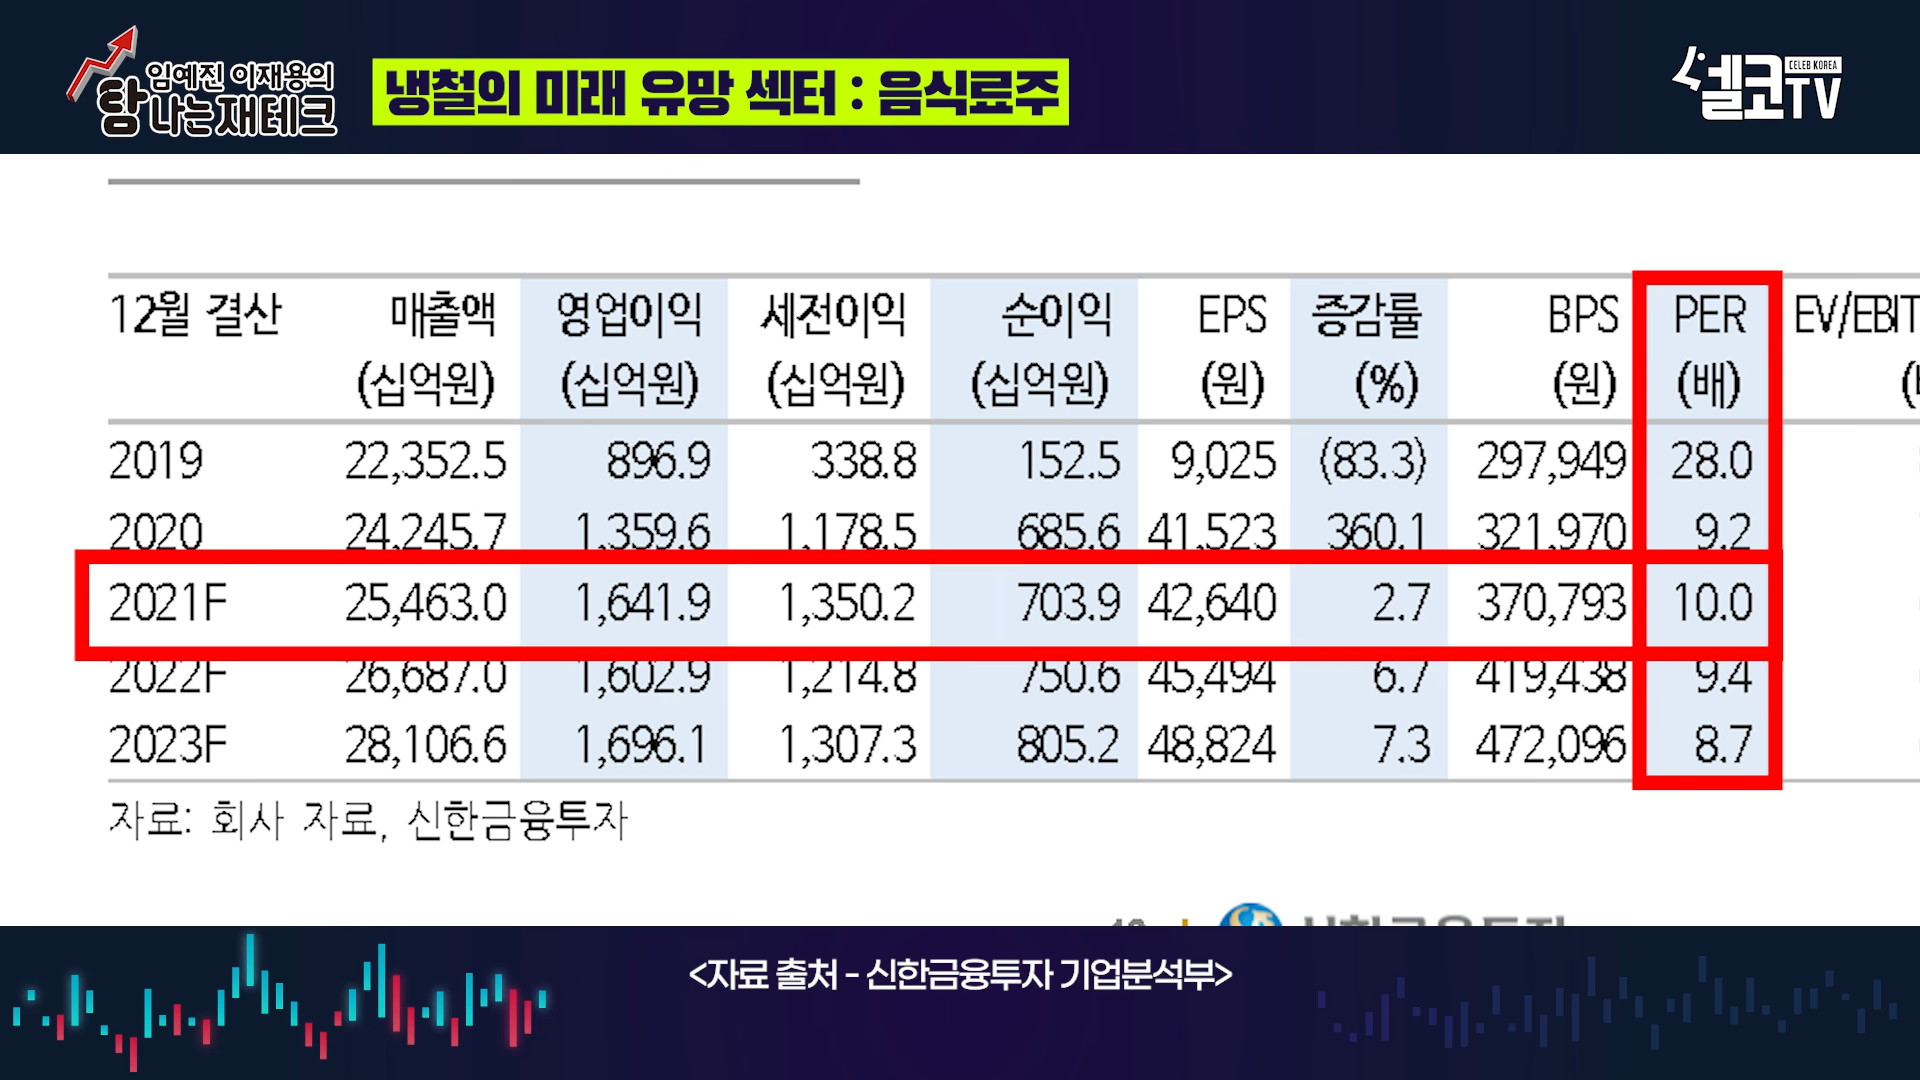 임예진 이재용의
탐나는재테크
냉철의 미래 유망 섹터 : 음식료주
셀코TV
CELEB KOREA
12월 결산 매출액 영업이익 세전이익 순이익 EPS 증감률 BPS PER EV/EBIT
(십억원) (십억원) (십억원) (십억원) (원) (%) (원) (배)
2019 22,352.5 896.9 338.8 152.5 9,025 (83.3) 297,949 28.0
2020 24,245.7 1,359.6 1,178.5 685.6 41,523 360.1 321,970 9.2
2021F 25,463.0 1,641.9 1,350.2 703.9 42,640 2.7 370,793 10.0
2022F 26,687.0 1,602.9 1,214.8 750.6 45,494 6.7 419,438 9.4
2023F 28,106.6 1,696.1 1,307.3 805.2 48,824 7.3 472,096 8.7
자료: 회사 자료, 신한금융투자
<자료 출처 - 신한금융투자 기업분석부>